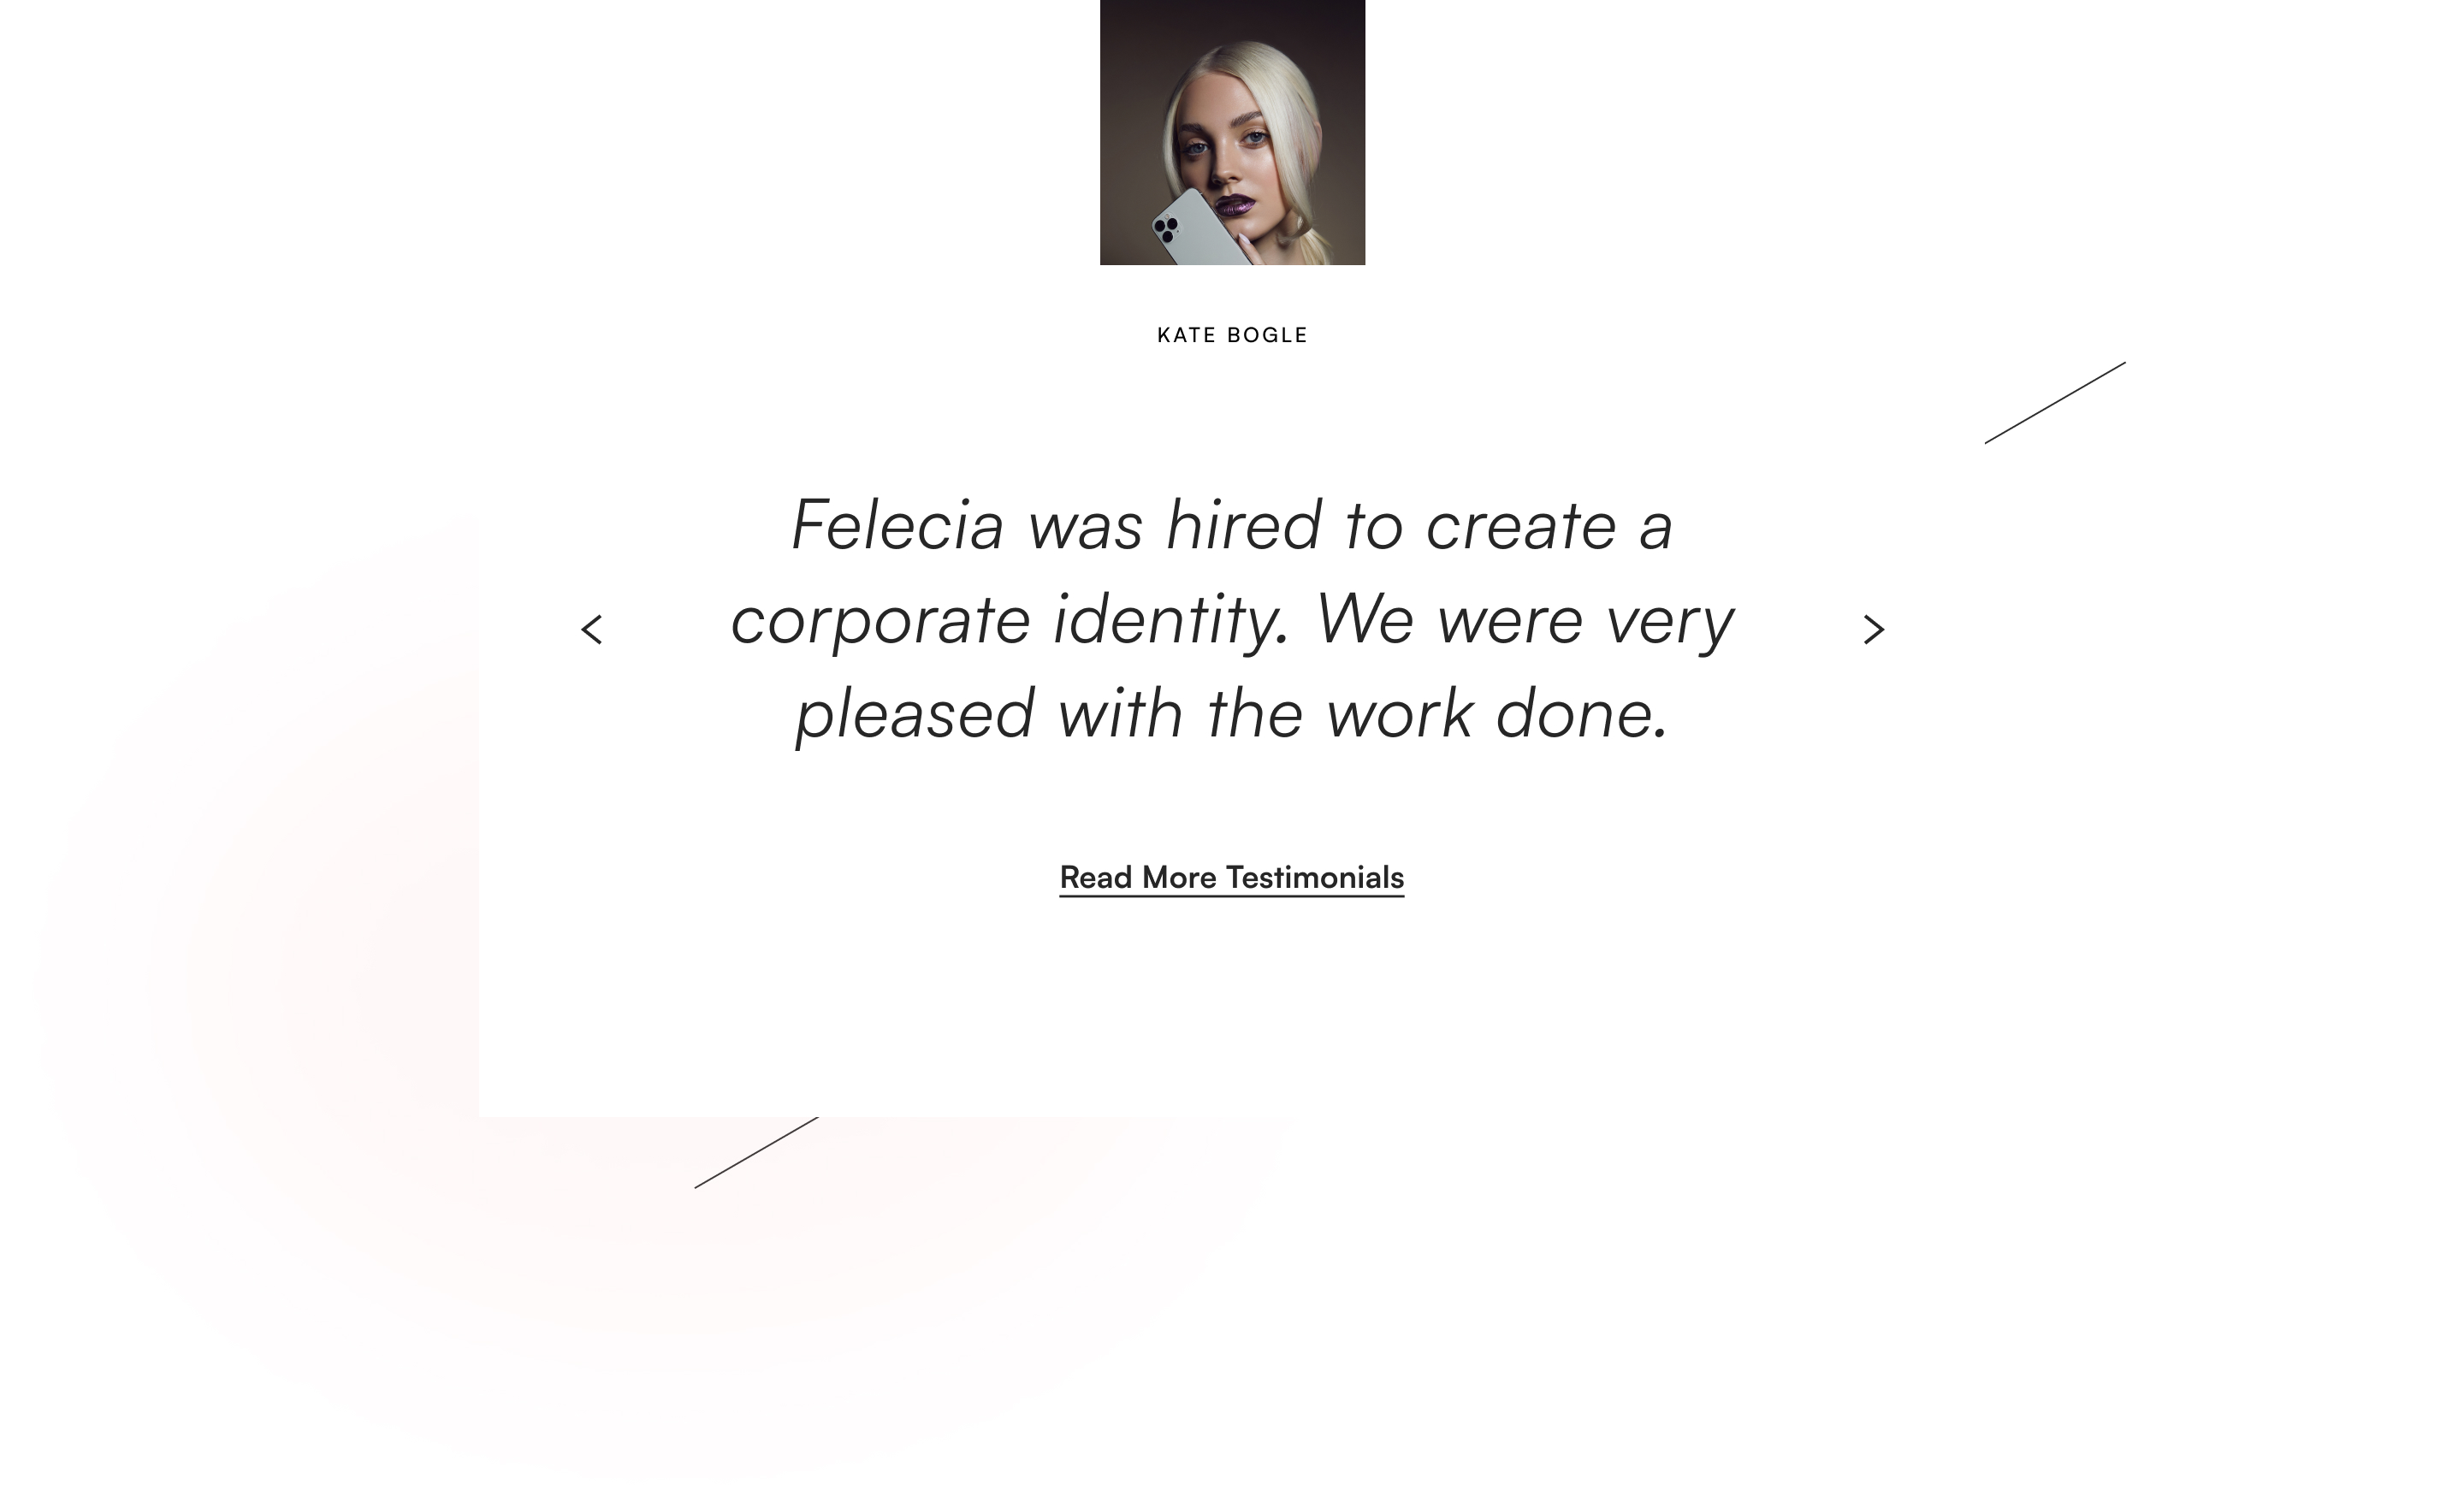 KATE BOGLE
Felecia was hired to create a
corporate identity. We were very
pleased with the work done.
Read More Testimonials